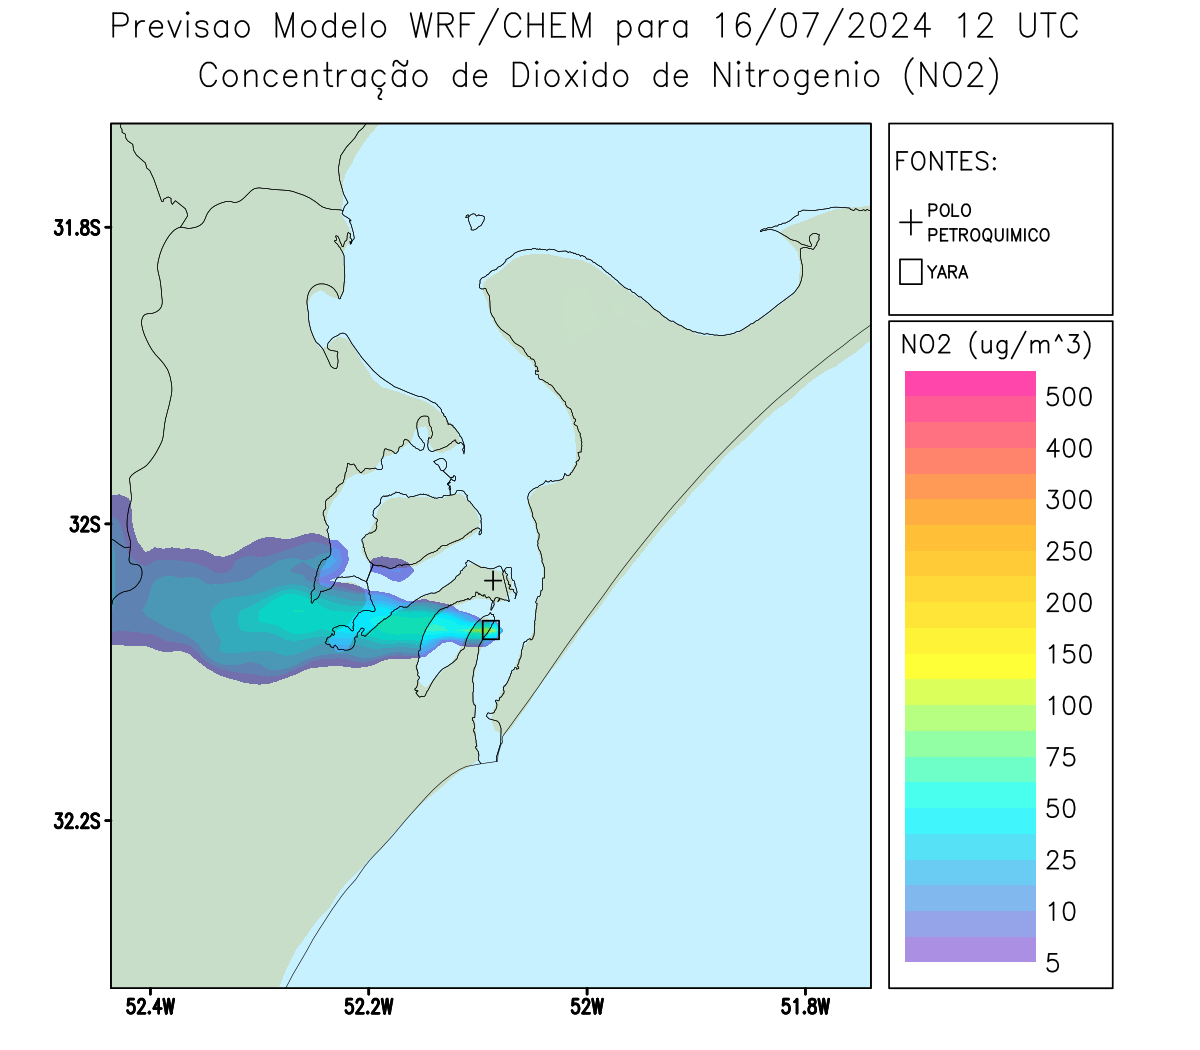 Previsao Modelo WRF/CHEM para 16/07/2024 12 UTC
Concentração de Dioxido de Nitrogenio (NO2)
FONTES:
POLO
PETROQUIMICO
YARA
NO2 (ug/m^3)
500
400
300
250
200
150
100
75
50
25
10
5
31.8S
32S
32.2S
52.4W
52.2W
52W
51.8W